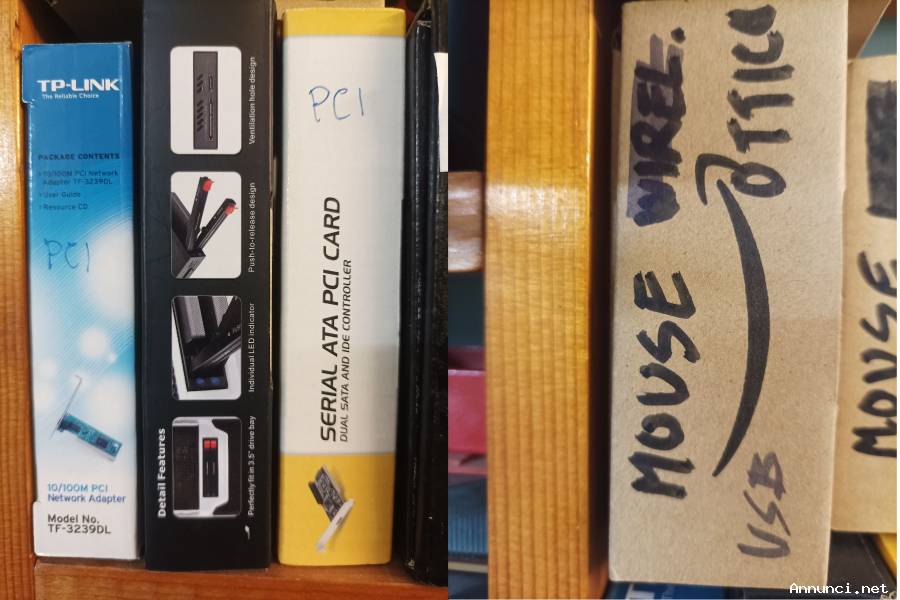 TP-LINK
The Reliable Choice
PACKAGE CONTENTS
10/100M PCI Network
Adapter TF-3239DL
User Guide
Resource CD
PCI
10/100M PCI
Network Adapter
Model No.
TF-3239DL
Detail Features
Ventilation hole design
Push-to-release design
Individual LED indicator
Perfectly fit in 3.5" drive bay
PCI
SERIAL ATA PCI CARD
DUAL SATA AND IDE CONTROLLER
MOUSE WIREL.
OTTICO
USB
MOUSE
Annunci.net